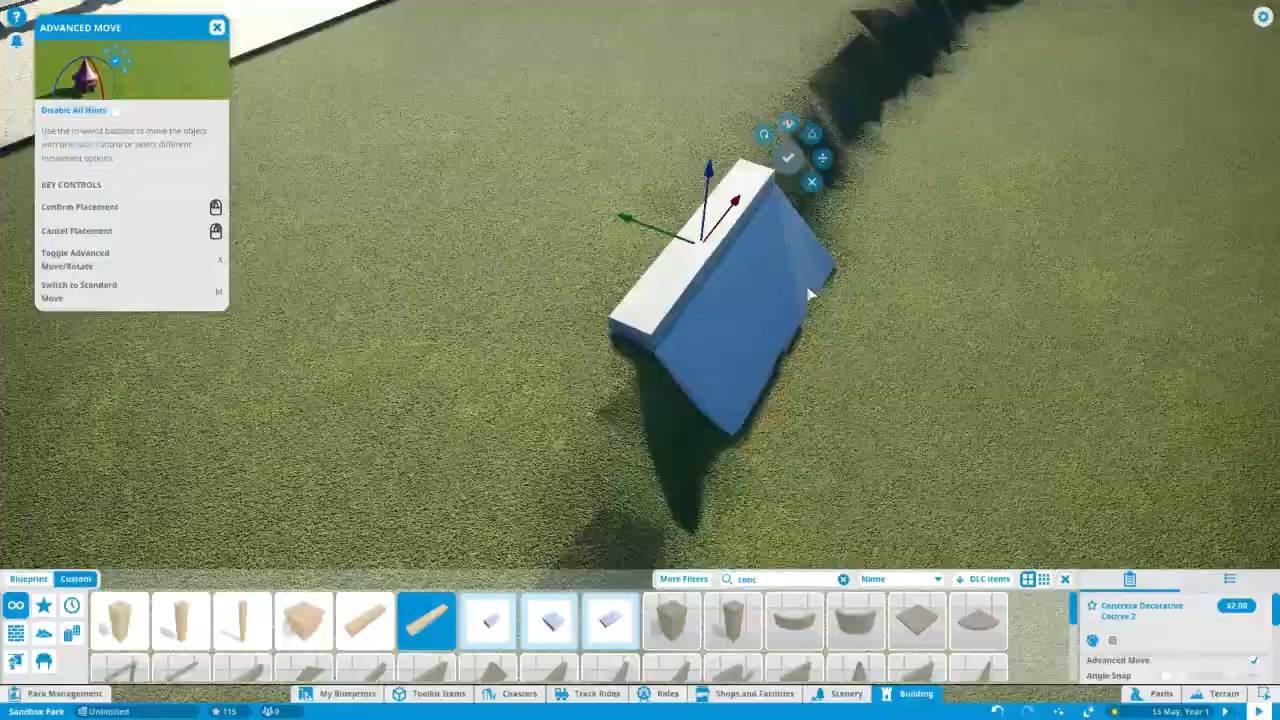 ADVANCED MOVE
Disable All Hints
Use the in-world buttons to move the object
with precision control or select different
movement options.
KEY CONTROLS
Confirm Placement
Cancel Placement
Toggle Advanced
Move/Rotate
X
Switch to Standard
Move
M
Blueprint
Custom
More Filters
conc
Name
DLC Items
Concrete Decorative
Course 2
$2.00
Advanced Move
Angle Snap
Park Management
My Blueprints
Toolkit Items
Coasters
Track Rides
Rides
Shops and Facilities
Scenery
Building
Paths
Terrain
Sandbox Park
Unlimited
115
0
13 May, Year 1